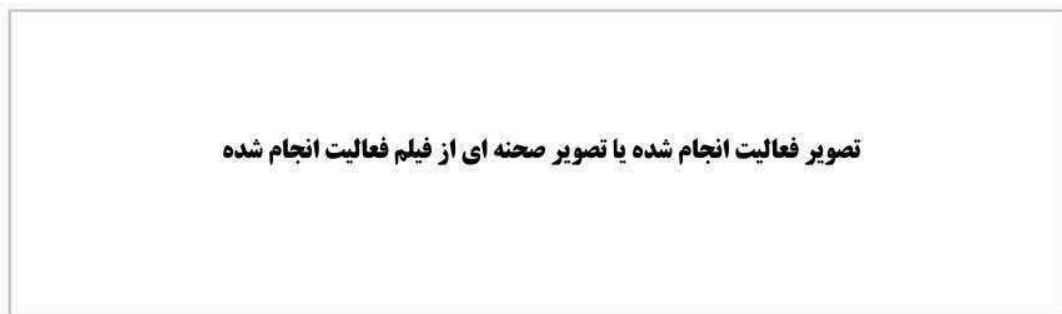 تصویر فعالیت انجام شده یا تصویر صحنه ای از فیلم فعالیت انجام شده